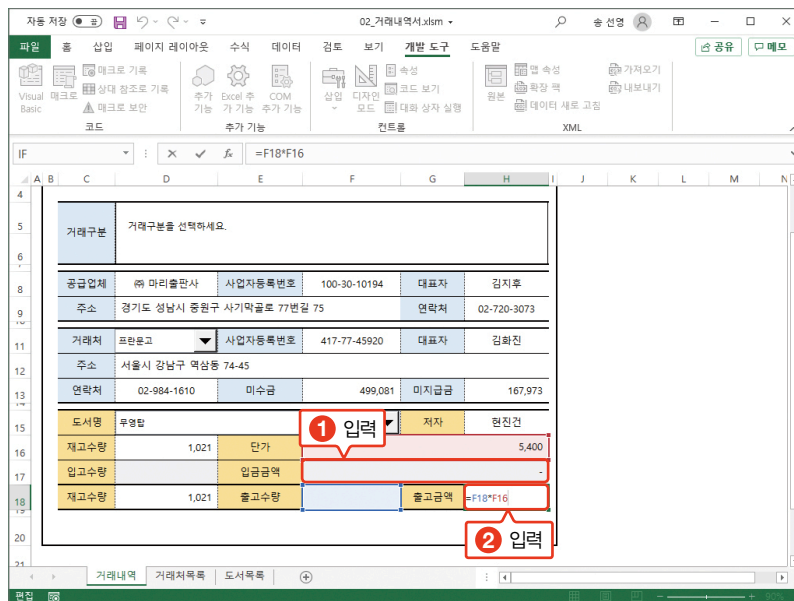 자동 저장 02_거래내역서.xlsm 송 선영
파일 홈 삽입 페이지 레이아웃 수식 데이터 검토 보기 개발 도구 도움말 공유 메모
Visual Basic 매크로 매크로 기록 상대 참조로 기록 매크로 보안 추가 기능 Excel 추가 기능 COM 추가 기능 삽입 디자인 모드 속성 코드 보기 대화 상자 실행 원본 맵 속성 확장 팩 데이터 새로 고침 가져오기 내보내기
코드 추가 기능 컨트롤 XML
IF fx =F18*F16
A B C D E F G H I J K L M N
4
5 거래구분 거래구분을 선택하세요.
6
8 공급업체 ㈜ 마리출판사 사업자등록번호 100-30-10194 대표자 김지후
9 주소 경기도 성남시 중원구 사기막골로 77번길 75 연락처 02-720-3073
11 거래처 프란문고 사업자등록번호 417-77-45920 대표자 김화진
12 주소 서울시 강남구 역삼동 74-45
13 연락처 02-984-1610 미수금 499,081 미지급금 167,973
15 도서명 무영탑 저자 현진건
1 입력
16 재고수량 1,021 단가 5,400
17 입고수량 입금금액 -
18 재고수량 1,021 출고수량 출고금액 =F18*F16
19
2 입력
20
21
거래내역 거래처목록 도서목록
편집 90%